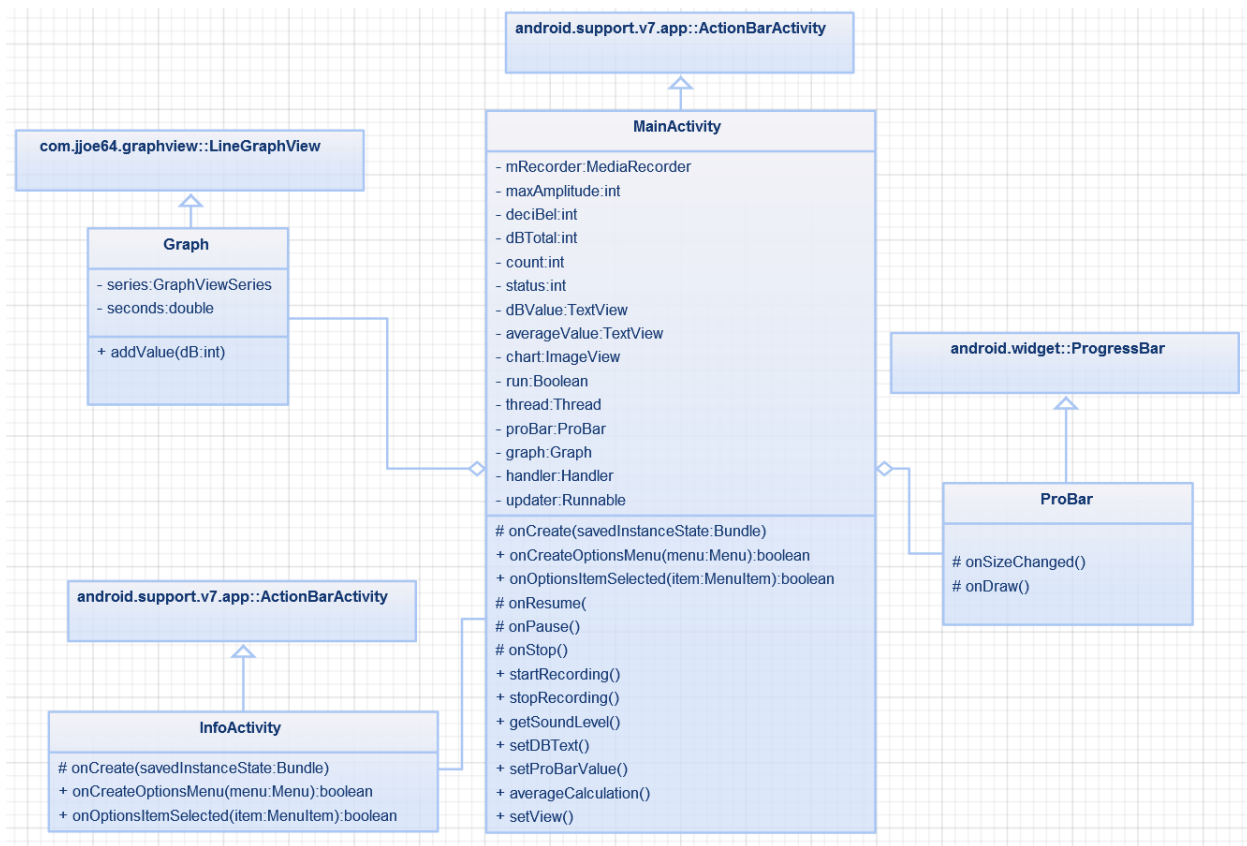 android.support.v7.app::ActionBarActivity
MainActivity
- mRecorder:MediaRecorder
- maxAmplitude:int
- deciBel:int
- dBTotal:int
- count:int
- status:int
- dBValue:TextView
- averageValue:TextView
- chart:ImageView
- run:Boolean
- thread:Thread
- proBar:ProBar
- graph:Graph
- handler:Handler
- updater:Runnable
# onCreate(savedInstanceState:Bundle)
+ onCreateOptionsMenu(menu:Menu):boolean
+ onOptionsItemSelected(item:MenuItem):boolean
# onResume(
# onPause()
# onStop()
+ startRecording()
+ stopRecording()
+ getSoundLevel()
+ setDBText()
+ setProBarValue()
+ averageCalculation()
+ setView()
com.jjoe64.graphview::LineGraphView
Graph
- series:GraphViewSeries
- seconds:double
+ addValue(dB:int)
android.widget::ProgressBar
ProBar
# onSizeChanged()
# onDraw()
android.support.v7.app::ActionBarActivity
InfoActivity
# onCreate(savedInstanceState:Bundle)
+ onCreateOptionsMenu(menu:Menu):boolean
+ onOptionsItemSelected(item:MenuItem):boolean